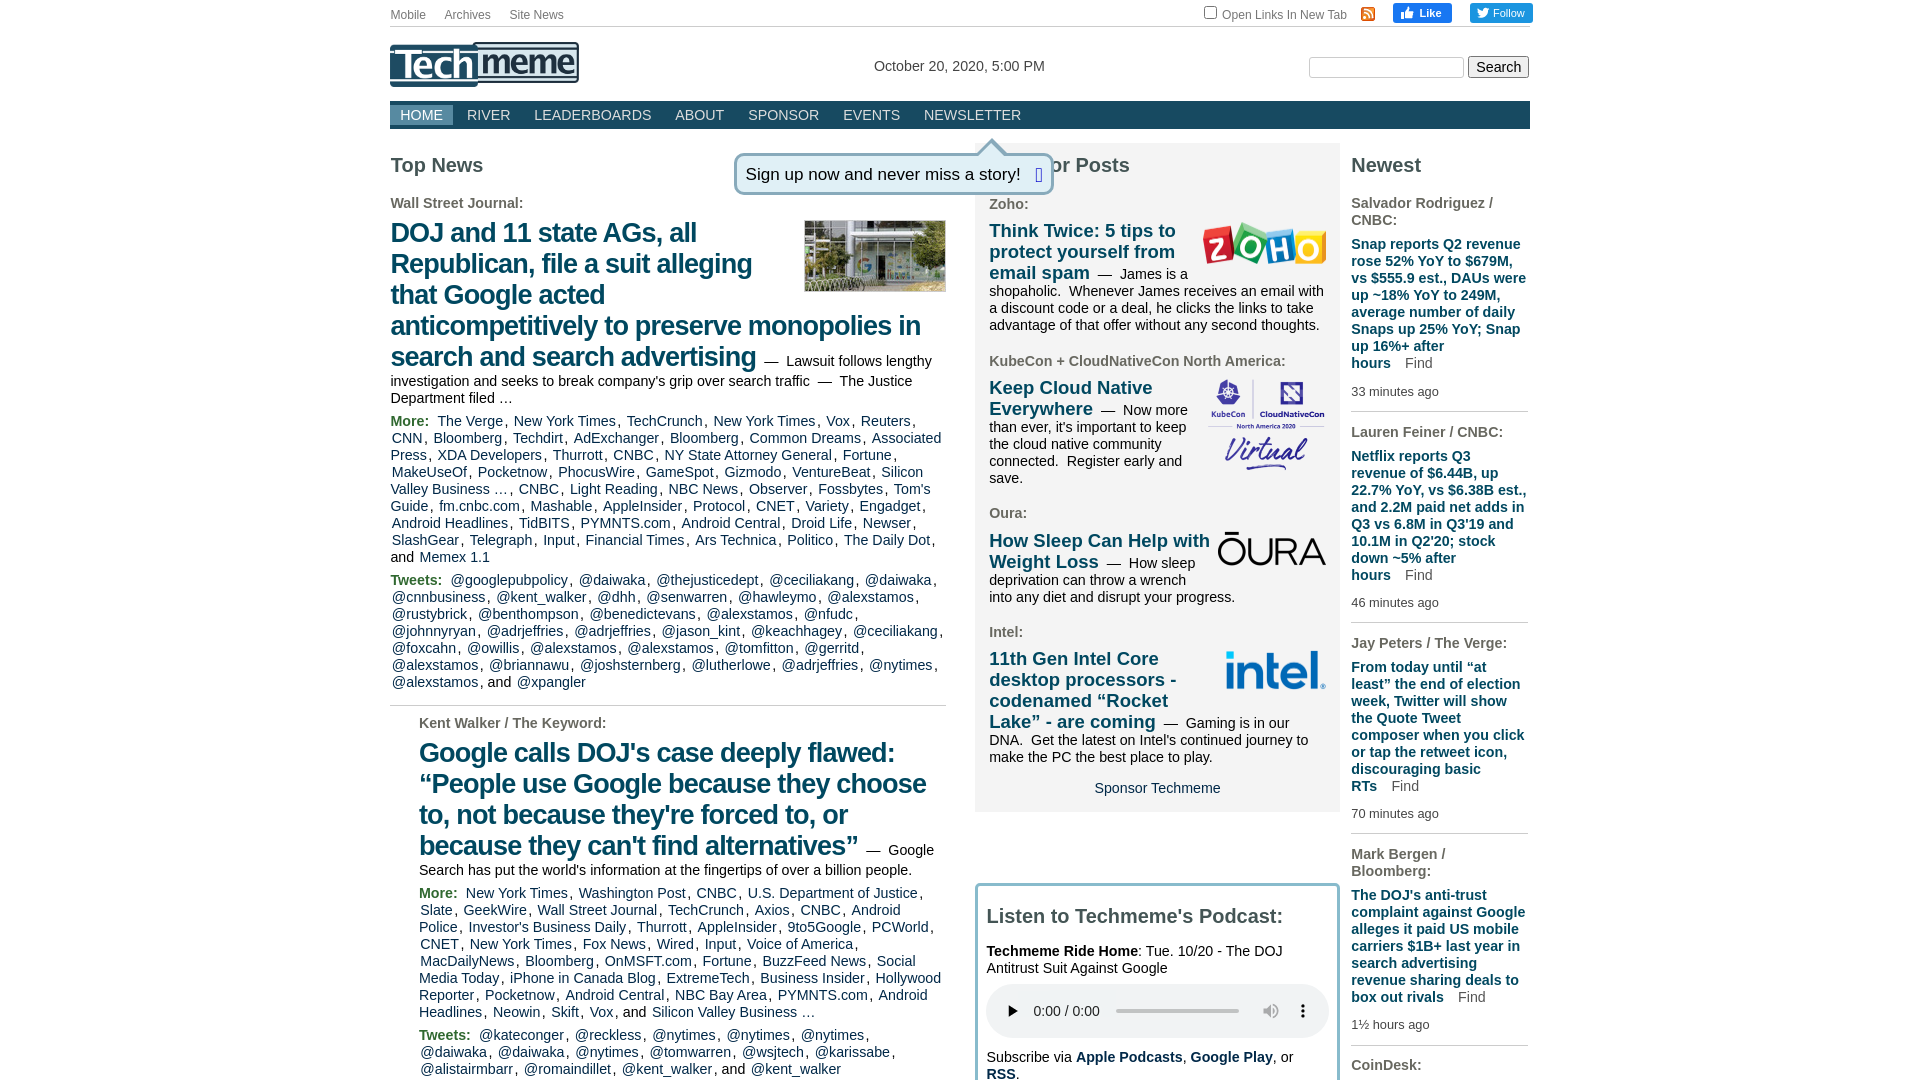 Mobile Archives Site News
Open Links In New Tab
Like
Follow
Techmeme
October 20, 2020, 5:00 PM
Search
HOME RIVER LEADERBOARDS ABOUT SPONSOR EVENTS NEWSLETTER
Sign up now and never miss a story!
Top News
Wall Street Journal:
DOJ and 11 state AGs, all
Republican, file a suit alleging
that Google acted
anticompetitively to preserve monopolies in
search and search advertising — Lawsuit follows lengthy
investigation and seeks to break company's grip over search traffic — The Justice
Department filed …
More: The Verge, New York Times, TechCrunch, New York Times, Vox, Reuters,
CNN, Bloomberg, Techdirt, AdExchanger, Bloomberg, Common Dreams, Associated
Press, XDA Developers, Thurrott, CNBC, NY State Attorney General, Fortune,
MakeUseOf, Pocketnow, PhocusWire, GameSpot, Gizmodo, VentureBeat, Silicon
Valley Business …, CNBC, Light Reading, NBC News, Observer, Fossbytes, Tom's
Guide, fm.cnbc.com, Mashable, AppleInsider, Protocol, CNET, Variety, Engadget,
Android Headlines, TidBITS, PYMNTS.com, Android Central, Droid Life, Newser,
SlashGear, Telegraph, Input, Financial Times, Ars Technica, Politico, The Daily Dot,
and Memex 1.1
Tweets: @googlepubpolicy, @daiwaka, @thejusticedept, @ceciliakang, @daiwaka,
@cnnbusiness, @kent_walker, @dhh, @senwarren, @hawleymo, @alexstamos,
@rustybrick, @benthompson, @benedictevans, @alexstamos, @nfudc,
@johnnyryan, @adrjeffries, @adrjeffries, @jason_kint, @keachhagey, @ceciliakang,
@foxcahn, @owillis, @alexstamos, @alexstamos, @tomfitton, @gerritd,
@alexstamos, @briannawu, @joshsternberg, @lutherlowe, @adrjeffries, @nytimes,
@alexstamos, and @xpangler
Kent Walker / The Keyword:
Google calls DOJ's case deeply flawed:
“People use Google because they choose
to, not because they're forced to, or
because they can't find alternatives” — Google
Search has put the world's information at the fingertips of over a billion people.
More: New York Times, Washington Post, CNBC, U.S. Department of Justice,
Slate, GeekWire, Wall Street Journal, TechCrunch, Axios, CNBC, Android
Police, Investor's Business Daily, Thurrott, AppleInsider, 9to5Google, PCWorld,
CNET, New York Times, Fox News, Wired, Input, Voice of America,
MacDailyNews, Bloomberg, OnMSFT.com, Fortune, BuzzFeed News, Social
Media Today, iPhone in Canada Blog, ExtremeTech, Business Insider, Hollywood
Reporter, Pocketnow, Android Central, NBC Bay Area, PYMNTS.com, Android
Headlines, Neowin, Skift, Vox, and Silicon Valley Business …
Tweets: @kateconger, @reckless, @nytimes, @nytimes, @nytimes,
@daiwaka, @daiwaka, @nytimes, @tomwarren, @wsjtech, @karissabe,
@alistairmbarr, @romaindillet, @kent_walker, and @kent_walker
or Posts
Zoho:
ZOHO
Think Twice: 5 tips to
protect yourself from
email spam — James is a
shopaholic. Whenever James receives an email with
a discount code or a deal, he clicks the links to take
advantage of that offer without any second thoughts.
KubeCon + CloudNativeCon North America:
KubeCon CloudNativeCon
North America 2020
Virtual
Keep Cloud Native
Everywhere — Now more
than ever, it's important to keep
the cloud native community
connected. Register early and
save.
Oura:
ŌURA
How Sleep Can Help with
Weight Loss — How sleep
deprivation can throw a wrench
into any diet and disrupt your progress.
Intel:
intel
11th Gen Intel Core
desktop processors -
codenamed “Rocket
Lake” - are coming — Gaming is in our
DNA. Get the latest on Intel's continued journey to
make the PC the best place to play.
Sponsor Techmeme
Listen to Techmeme's Podcast:
Techmeme Ride Home: Tue. 10/20 - The DOJ
Antitrust Suit Against Google
0:00 / 0:00
Subscribe via Apple Podcasts, Google Play, or
RSS.
Newest
Salvador Rodriguez /
CNBC:
Snap reports Q2 revenue
rose 52% YoY to $679M,
vs $555.9 est., DAUs were
up ~18% YoY to 249M,
average number of daily
Snaps up 25% YoY; Snap
up 16%+ after
hours Find
33 minutes ago
Lauren Feiner / CNBC:
Netflix reports Q3
revenue of $6.44B, up
22.7% YoY, vs $6.38B est.,
and 2.2M paid net adds in
Q3 vs 6.8M in Q3'19 and
10.1M in Q2'20; stock
down ~5% after
hours Find
46 minutes ago
Jay Peters / The Verge:
From today until “at
least” the end of election
week, Twitter will show
the Quote Tweet
composer when you click
or tap the retweet icon,
discouraging basic
RTs Find
70 minutes ago
Mark Bergen /
Bloomberg:
The DOJ's anti-trust
complaint against Google
alleges it paid US mobile
carriers $1B+ last year in
search advertising
revenue sharing deals to
box out rivals Find
1½ hours ago
CoinDesk: